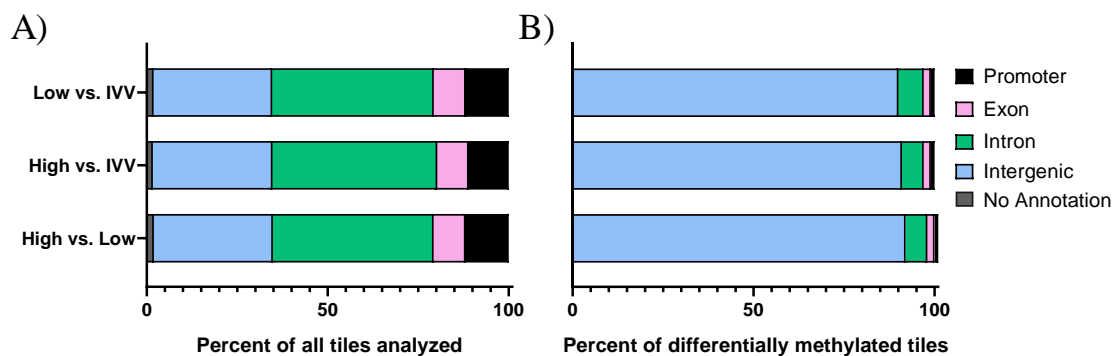 A)
B)
Low vs. IVV
High vs. IVV
High vs. Low
0
50
100
Percent of all tiles analyzed
0
50
100
Percent of differentially methylated tiles
Promoter
Exon
Intron
Intergenic
No Annotation